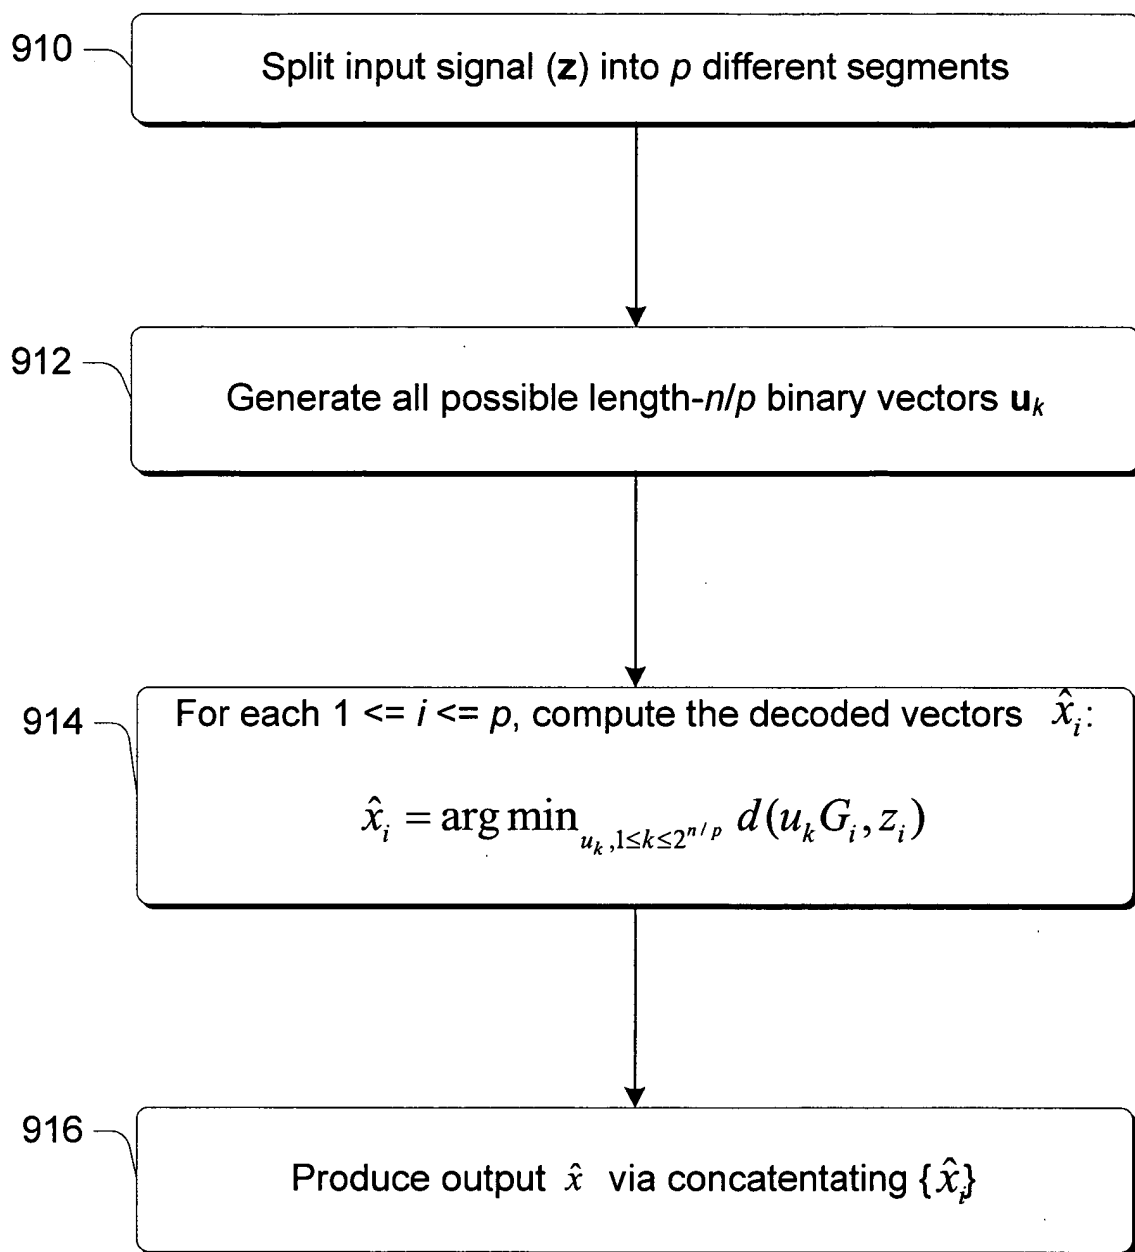 910
Split input signal (z) into p different segments
912
Generate all possible length-n/p binary vectors uₖ
914
For each 1 <= i <= p, compute the decoded vectors x̂ᵢ:
x̂ᵢ = arg min_{uₖ,1≤k≤2^{n/p}} d(uₖGᵢ, zᵢ)
916
Produce output x̂ via concatentating {x̂ᵢ}